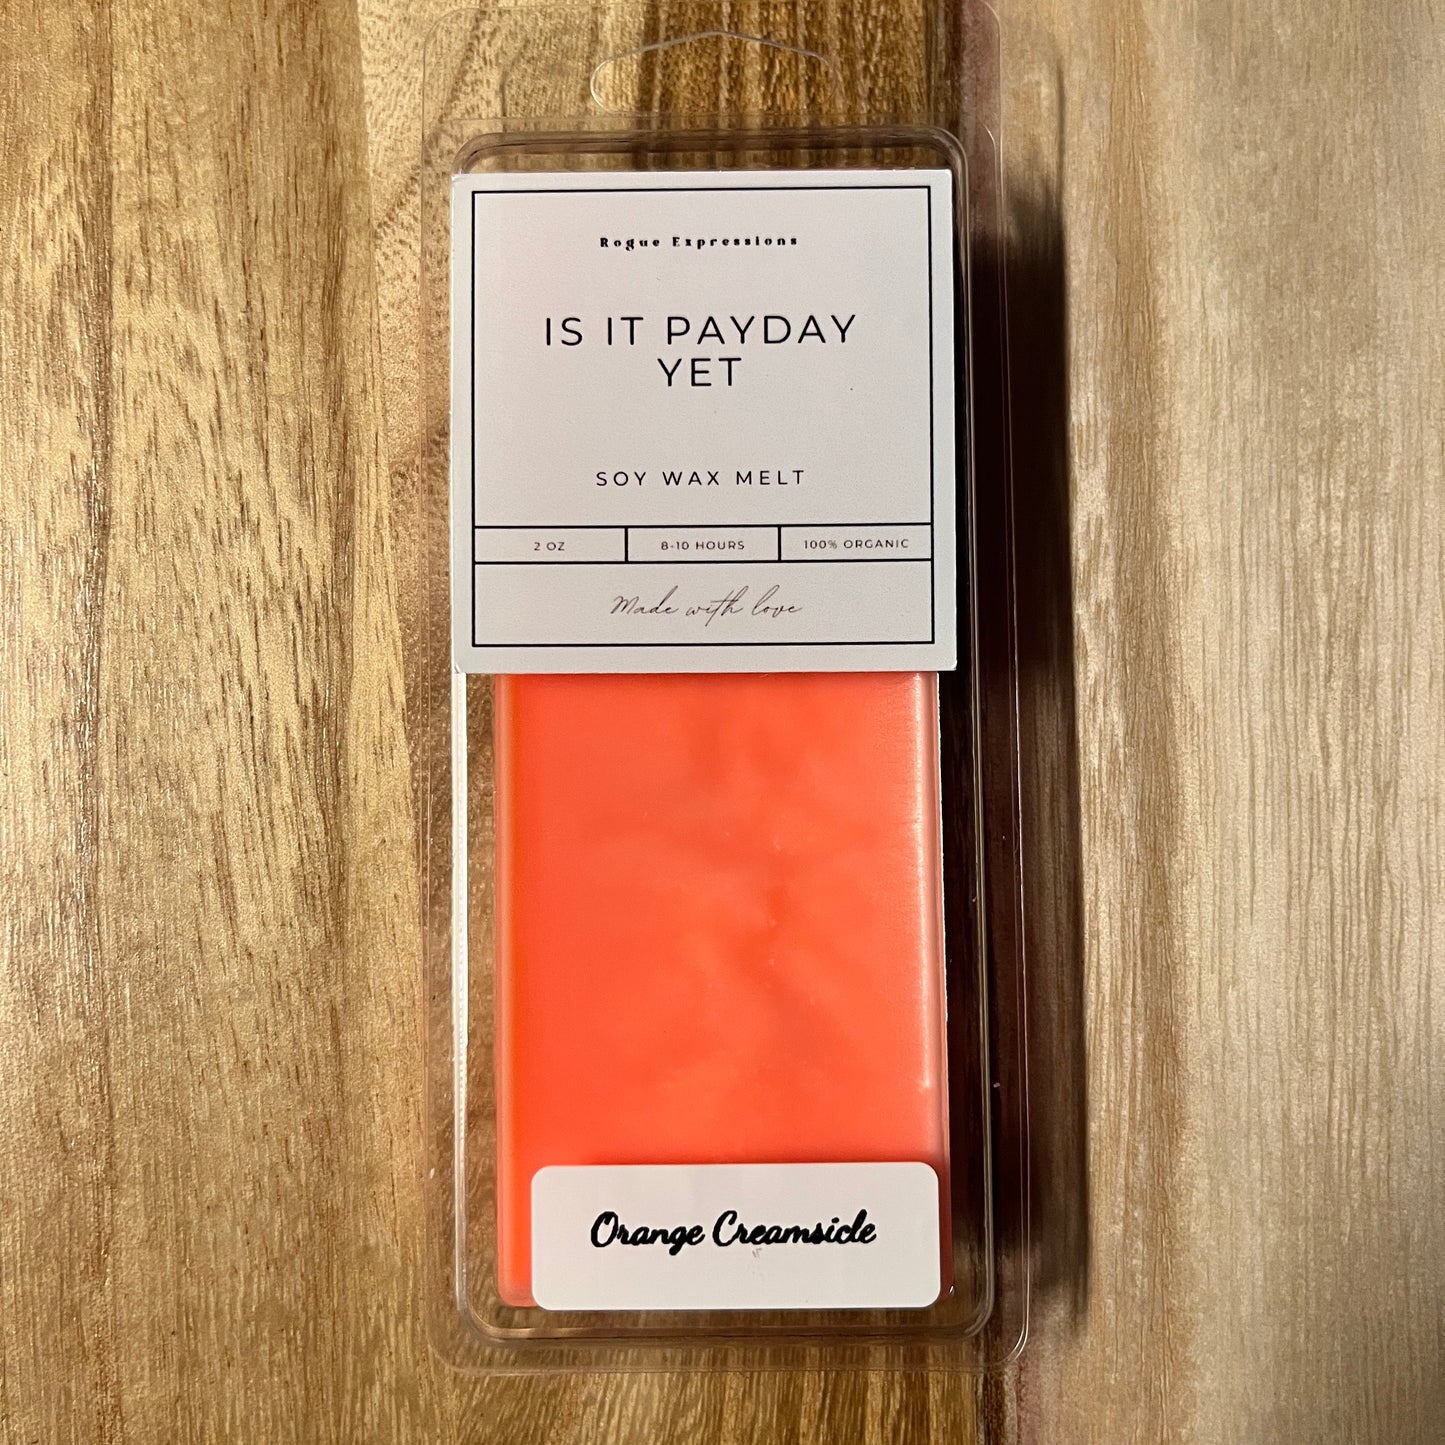 Rogue Expressions
IS IT PAYDAY
YET
SOY WAX MELT
2 OZ
8-10 HOURS
100% ORGANIC
Made with love
Orange Creamsicle